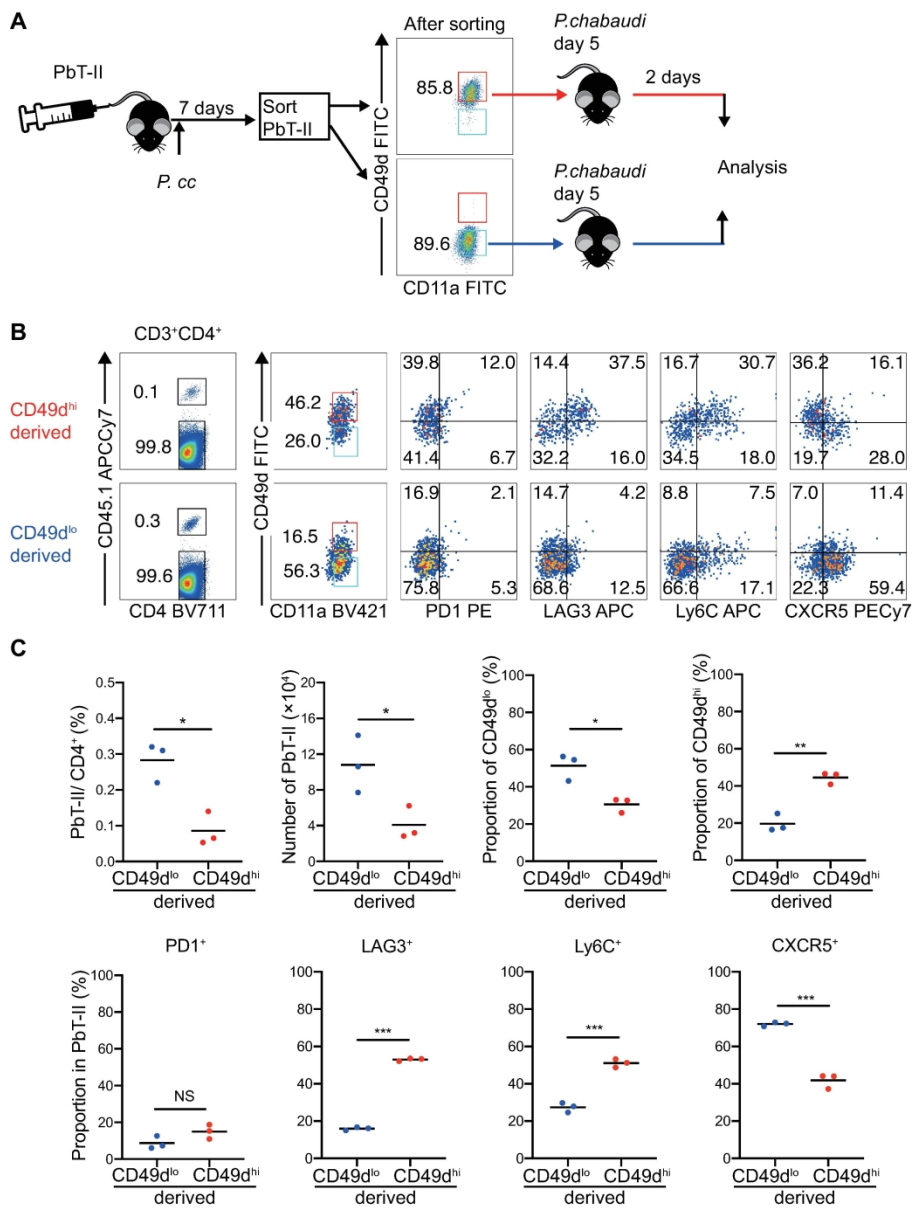 A
After sorting
P.chabaudi
day 5
PbT-II
7 days
Sort
PbT-II
P. cc
CD49d FITC
85.8
89.6
CD11a FITC
2 days
P.chabaudi
day 5
Analysis
B
CD3⁺CD4⁺
CD49dʰⁱ
derived
CD49dˡᵒ
derived
CD45.1 APCCy7
0.1
99.8
0.3
99.6
CD4 BV711
CD49d FITC
46.2
26.0
16.5
56.3
CD11a BV421
39.8 12.0
41.4 6.7
16.9 2.1
75.8 5.3
PD1 PE
14.4 37.5
32.2 16.0
14.7 4.2
68.6 12.5
LAG3 APC
16.7 30.7
34.5 18.0
8.8 7.5
66.6 17.1
Ly6C APC
36.2 16.1
19.7 28.0
7.0 11.4
22.3 59.4
CXCR5 PECy7
C
PbT-II/ CD4⁺ (%)
0.5
0.4
0.3
0.2
0.1
0.0
*
CD49dˡᵒ CD49dʰⁱ
derived
Number of PbT-II (×10⁴)
20
16
12
8
4
0
*
CD49dˡᵒ CD49dʰⁱ
derived
Proportion of CD49dˡᵒ (%)
100
80
60
40
20
0
*
CD49dˡᵒ CD49dʰⁱ
derived
Proportion of CD49dʰⁱ (%)
100
80
60
40
20
0
**
CD49dˡᵒ CD49dʰⁱ
derived
PD1⁺
Proportion in PbT-II (%)
100
80
60
40
20
0
NS
CD49dˡᵒ CD49dʰⁱ
derived
LAG3⁺
100
80
60
40
20
0
***
CD49dˡᵒ CD49dʰⁱ
derived
Ly6C⁺
100
80
60
40
20
0
***
CD49dˡᵒ CD49dʰⁱ
derived
CXCR5⁺
100
80
60
40
20
0
***
CD49dˡᵒ CD49dʰⁱ
derived